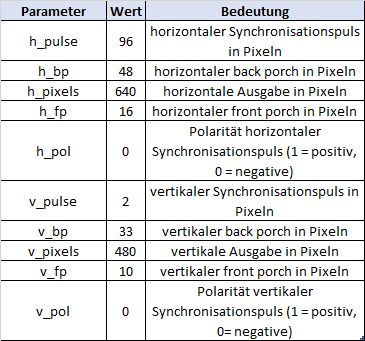 Parameter Wert Bedeutung
h_pulse 96 horizontaler Synchronisationspuls
in Pixeln
h_bp 48 horizontaler back porch in Pixeln
h_pixels 640 horizontale Ausgabe in Pixeln
h_fp 16 horizontaler front porch in Pixeln
h_pol 0 Polarität horizontaler
Synchronisationspuls (1 = positiv,
0 = negative)
v_pulse 2 vertikaler Synchronisationspuls in
Pixeln
v_bp 33 vertikaler back porch in Pixeln
v_pixels 480 vertikale Ausgabe in Pixeln
v_fp 10 vertikaler front porch in Pixeln
v_pol 0 Polarität vertikaler
Synchronisationspuls (1 = positiv,
0= negative)